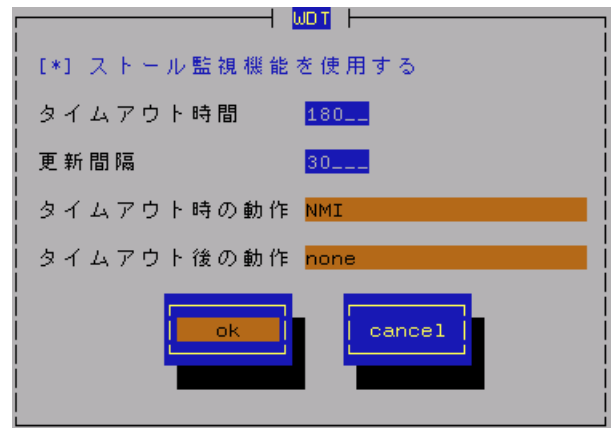 WDT
[*] ストール監視機能を使用する
タイムアウト時間 180__
更新間隔 30___
タイムアウト時の動作 NMI
タイムアウト後の動作 none
ok cancel